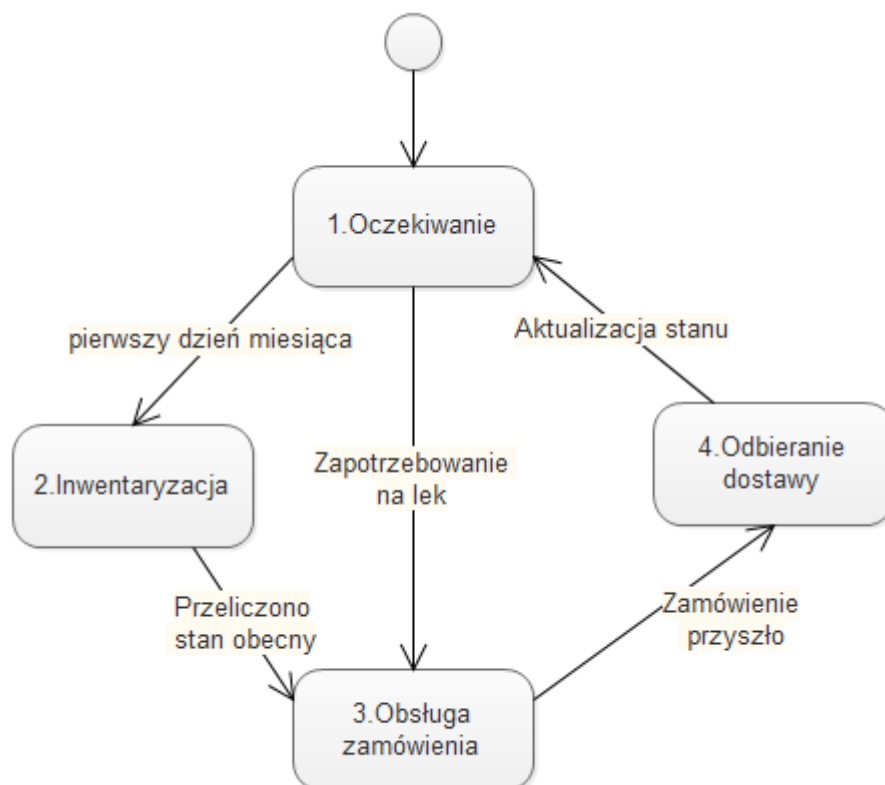 1.Oczekiwanie
pierwszy dzień miesiąca
Aktualizacja stanu
2.Inwentaryzacja
Zapotrzebowanie
na lek
4.Odbieranie
dostawy
Przeliczono
stan obecny
Zamówienie
przyszło
3.Obsługa
zamówienia